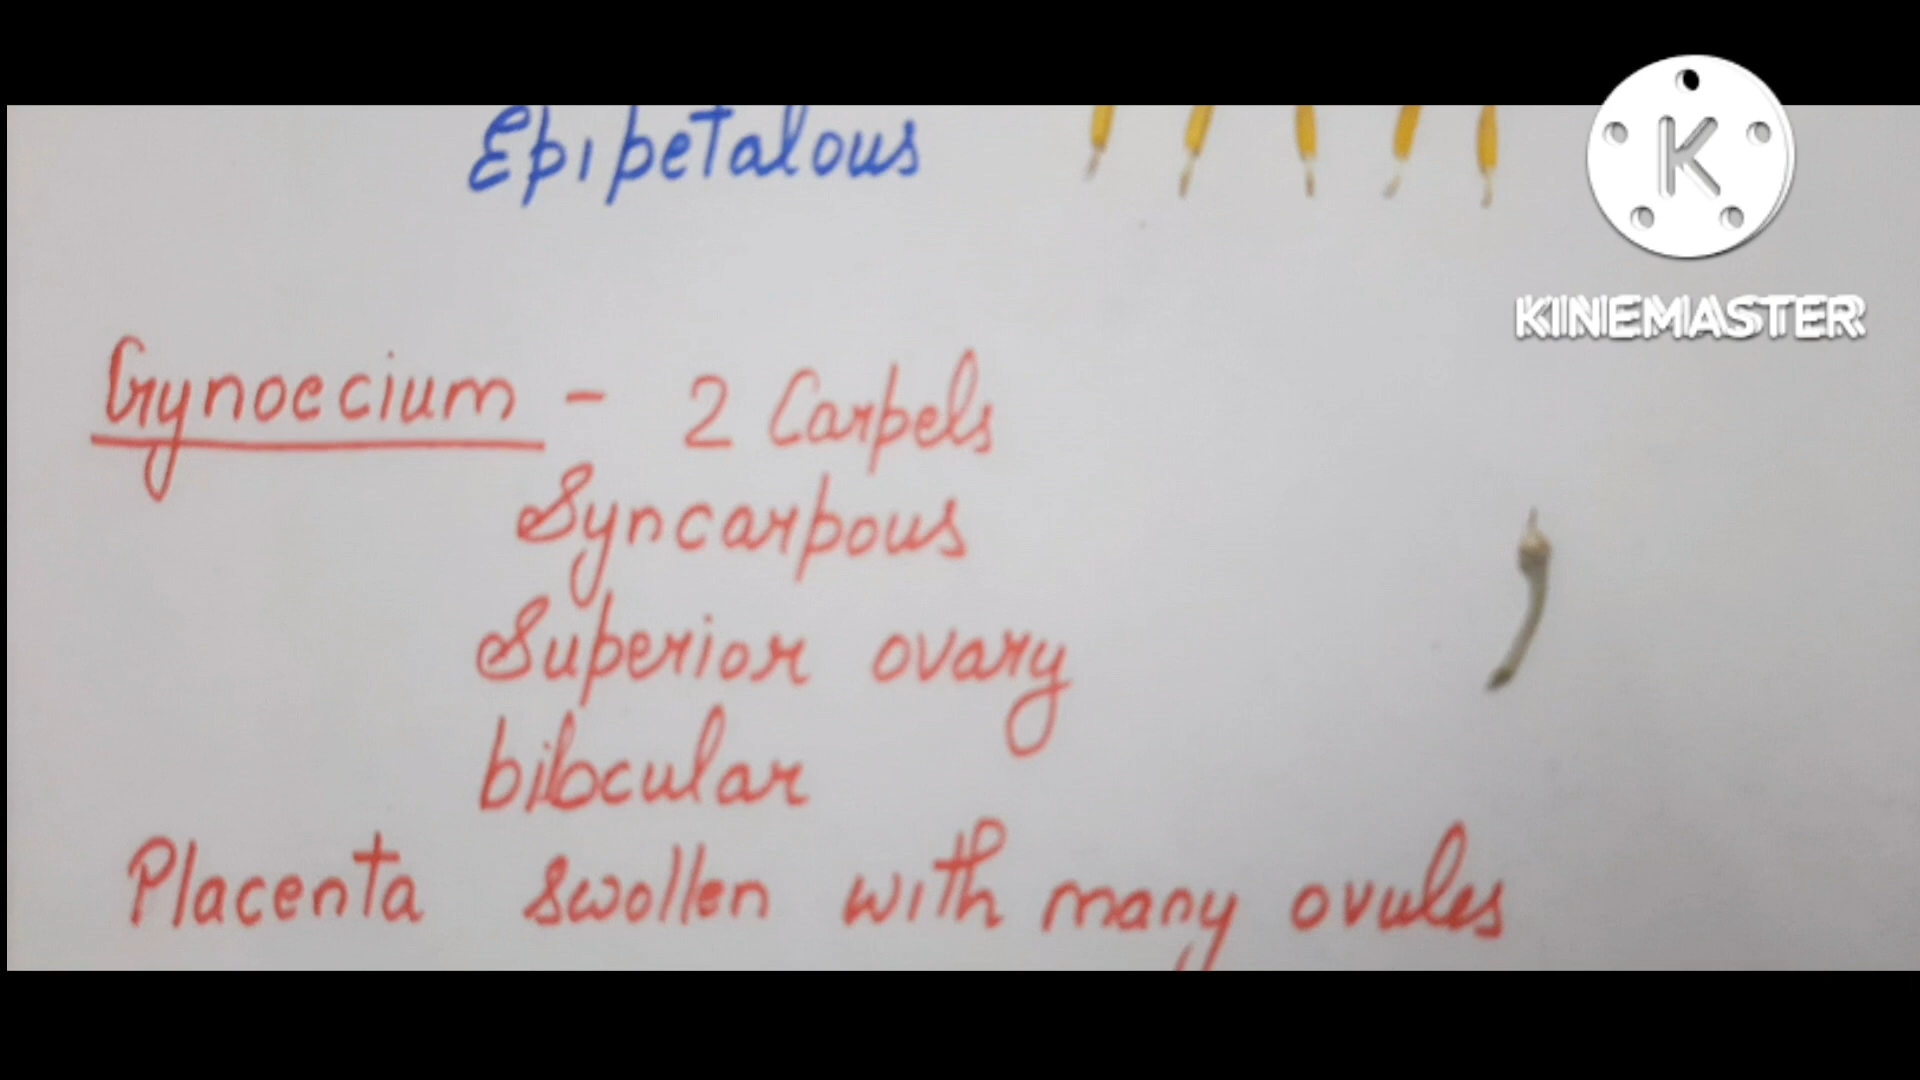 Epipetalous
K
KINEMASTER
Gynoecium - 2 Carpels
Syncarpous
Superior ovary
bilocular
Placenta swollen with many ovules